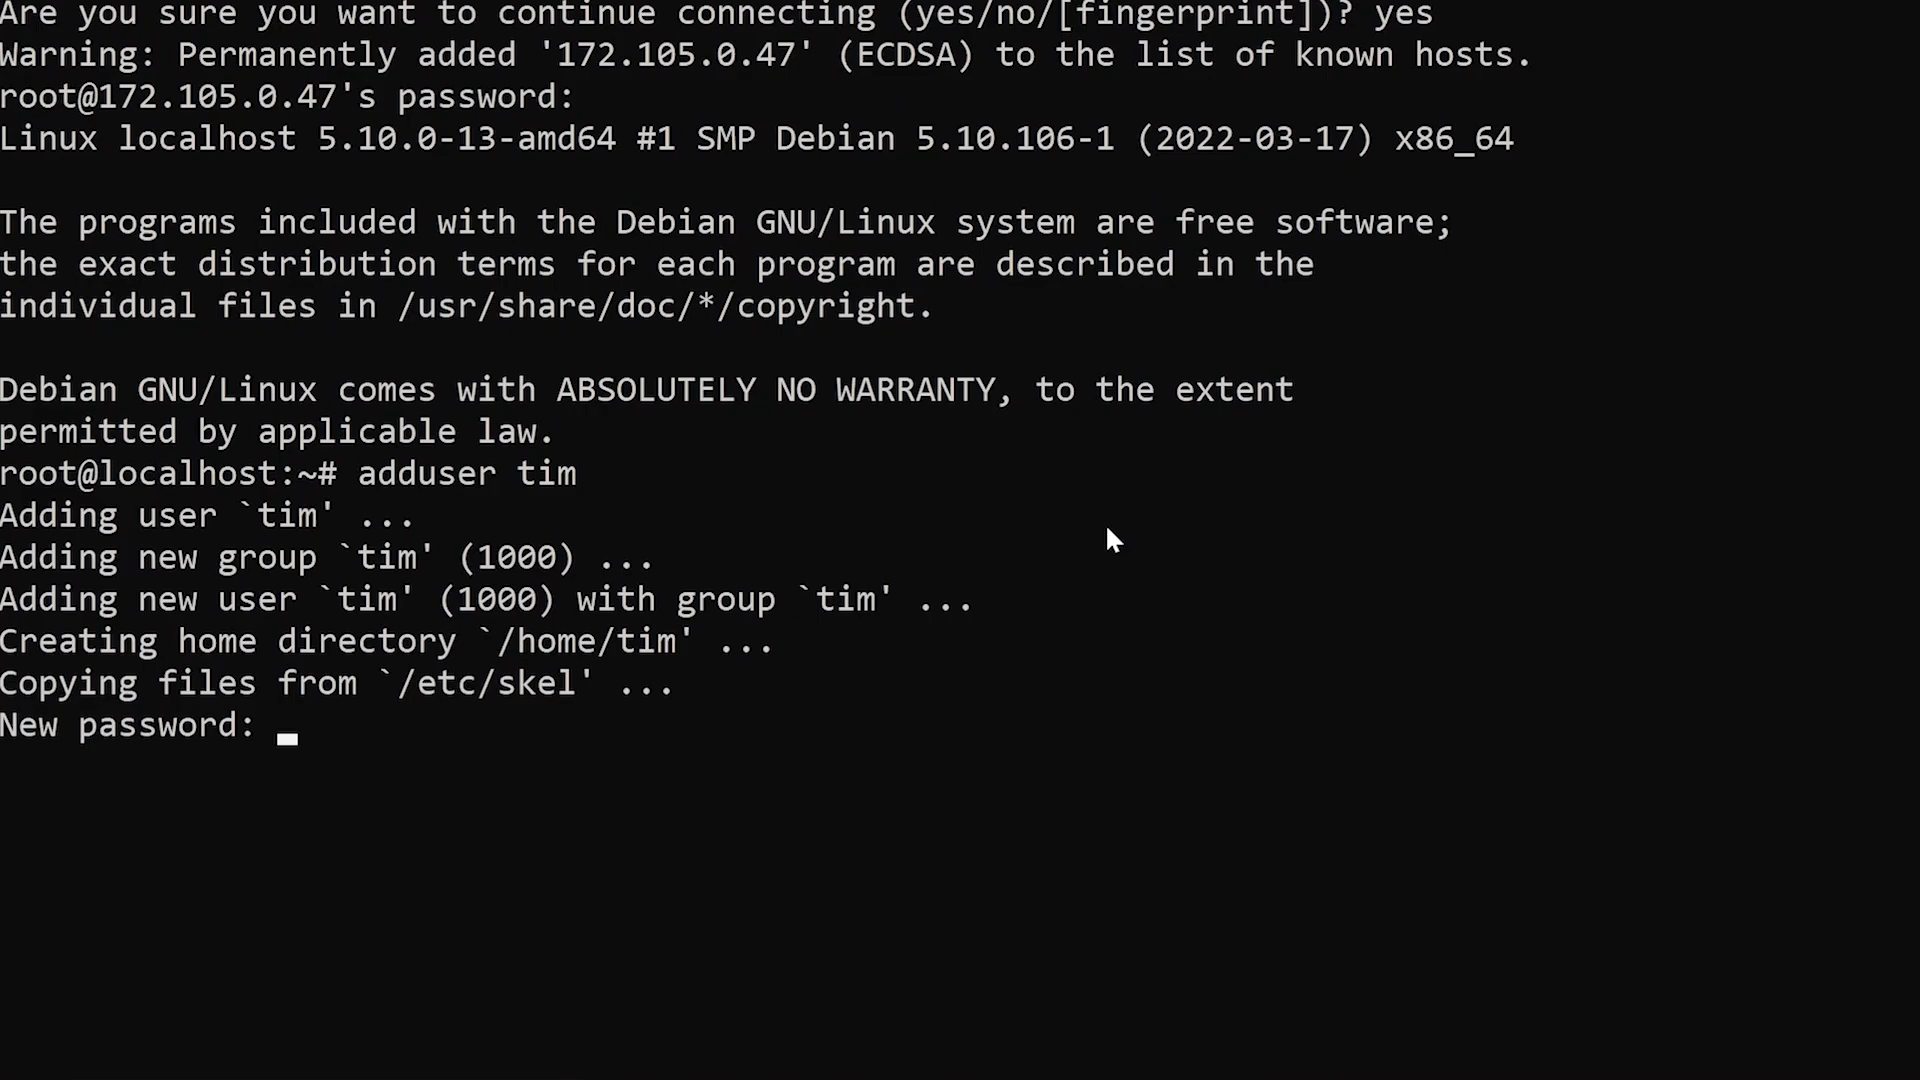 Are you sure you want to continue connecting (yes/no/[fingerprint])? yes
Warning: Permanently added '172.105.0.47' (ECDSA) to the list of known hosts.
root@172.105.0.47's password:
Linux localhost 5.10.0-13-amd64 #1 SMP Debian 5.10.106-1 (2022-03-17) x86_64
The programs included with the Debian GNU/Linux system are free software;
the exact distribution terms for each program are described in the
individual files in /usr/share/doc/*/copyright.
Debian GNU/Linux comes with ABSOLUTELY NO WARRANTY, to the extent
permitted by applicable law.
root@localhost:~# adduser tim
Adding user `tim' ...
Adding new group `tim' (1000) ...
Adding new user `tim' (1000) with group `tim' ...
Creating home directory `/home/tim' ...
Copying files from `/etc/skel' ...
New password: